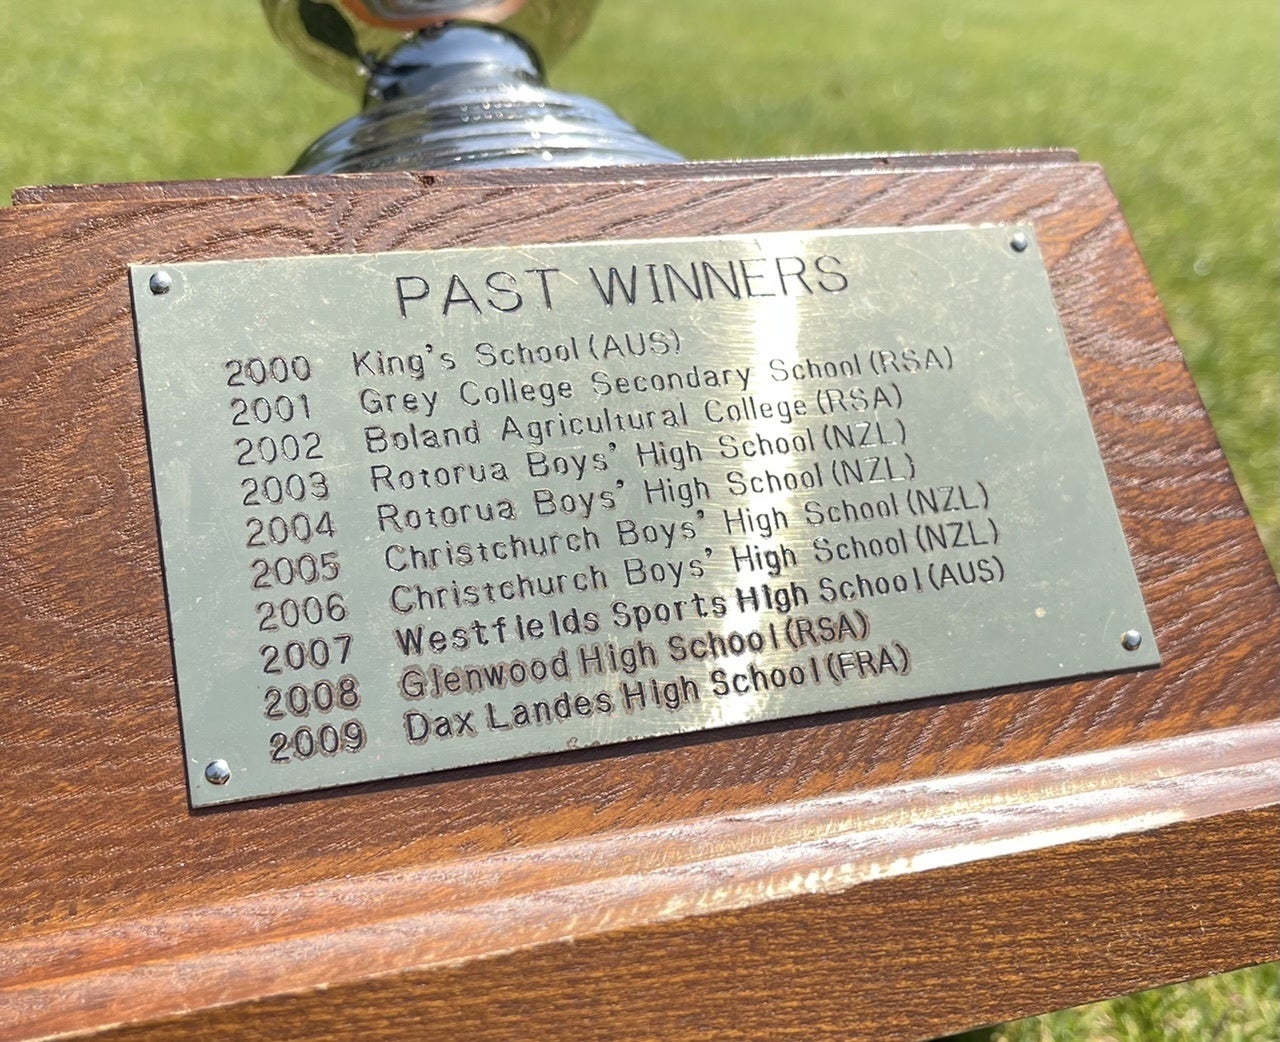 PAST WINNERS
2000 King's School (AUS)
2001 Grey College Secondary School (RSA)
2002 Boland Agricultural College (RSA)
2003 Rotorua Boys' High School (NZL)
2004 Rotorua Boys' High School (NZL)
2005 Christchurch Boys' High School (NZL)
2006 Christchurch Boys' High School (NZL)
2007 Westfields Sports High School (AUS)
2008 Glenwood High School (RSA)
2009 Dax Landes High School (FRA)